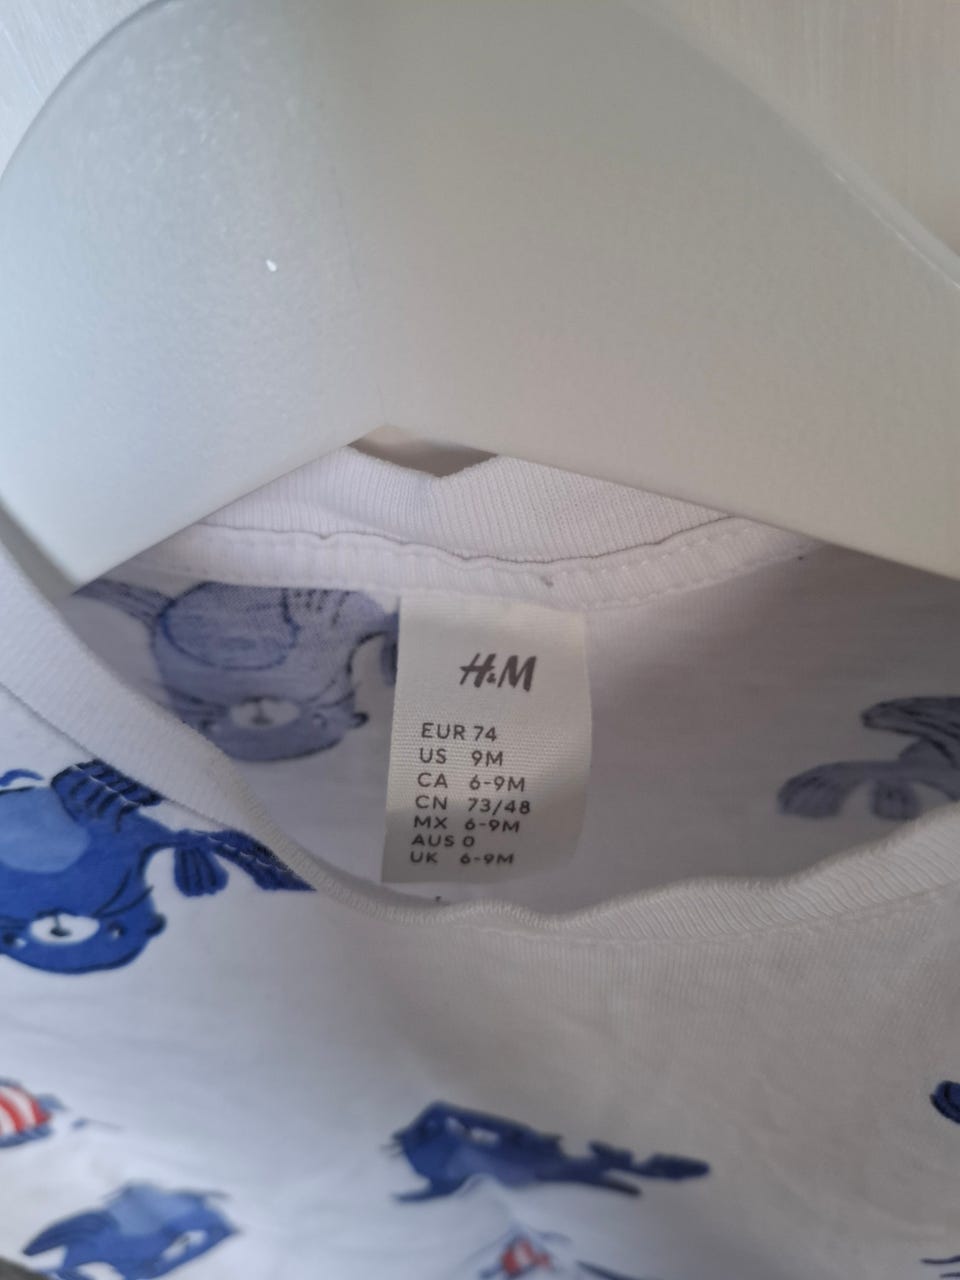 H&M
EUR 74
US 9M
CA 6-9M
CN 73/48
MX 6-9M
AUS 0
UK 6-9M